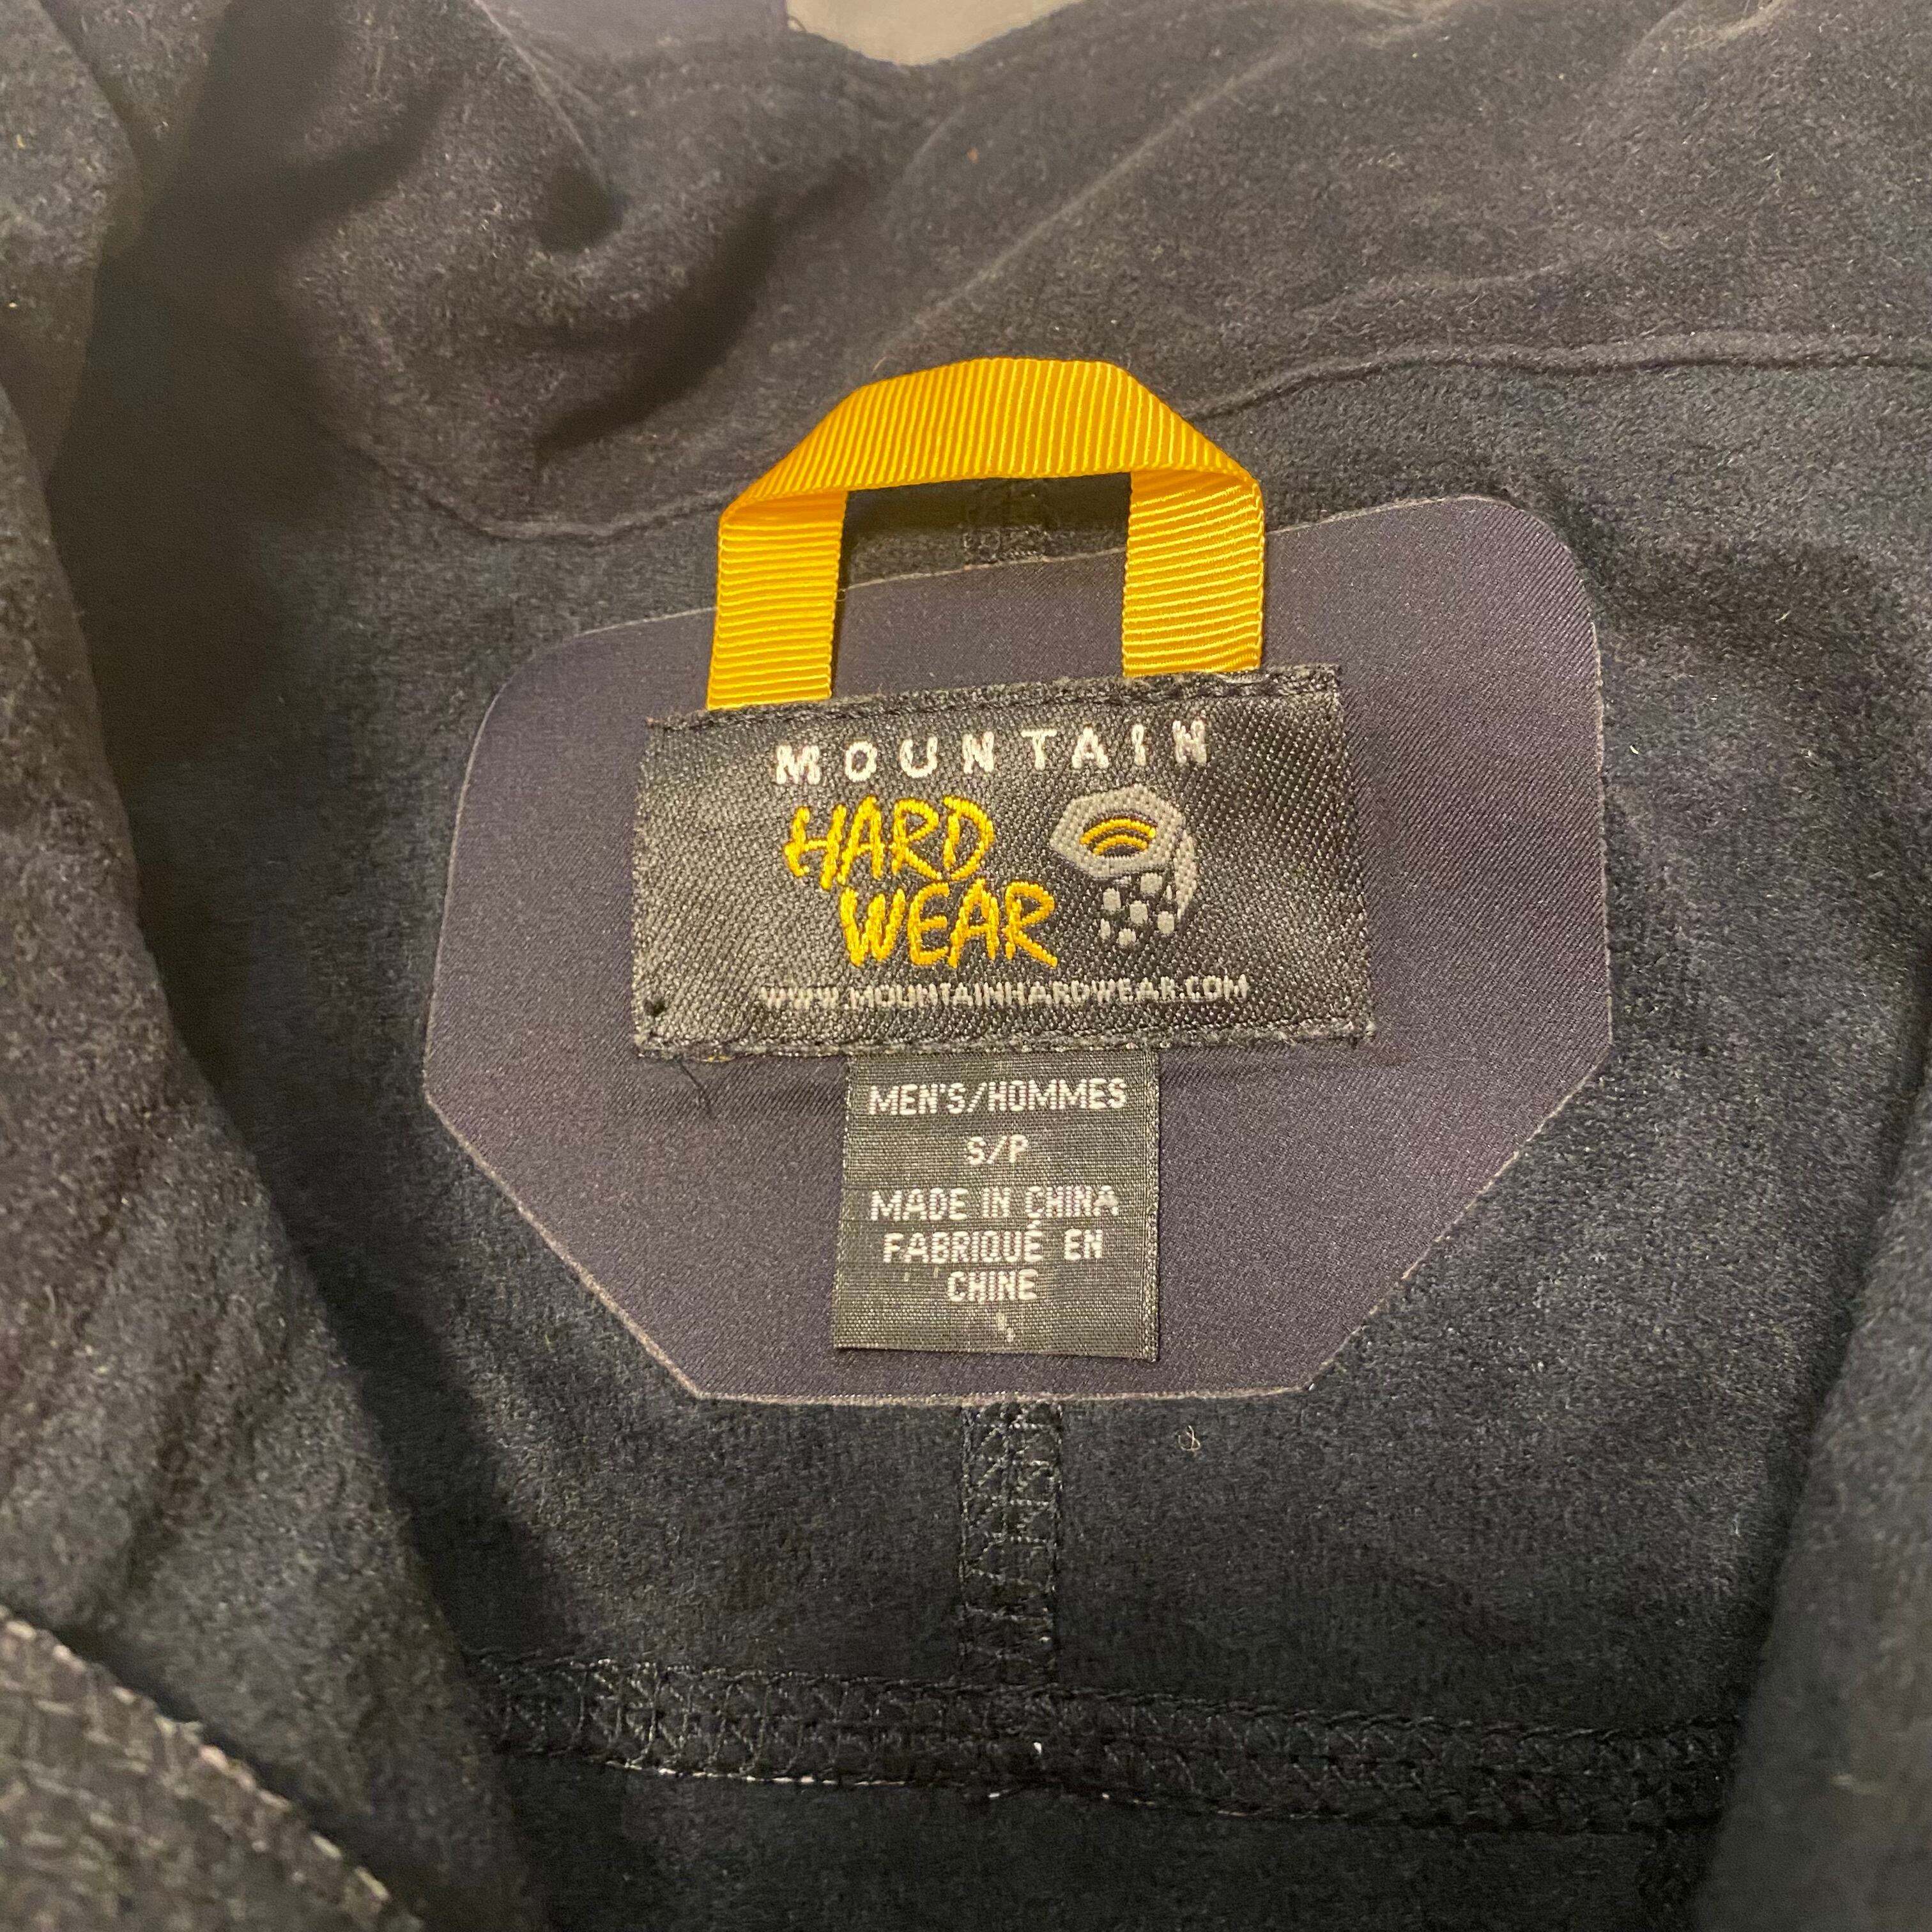 MOUNTAIN
HARD
WEAR
WWW.MOUNTAINHARDWEAR.COM
MEN'S/HOMMES
S/P
MADE IN CHINA
FABRIQUÉ EN
CHINE